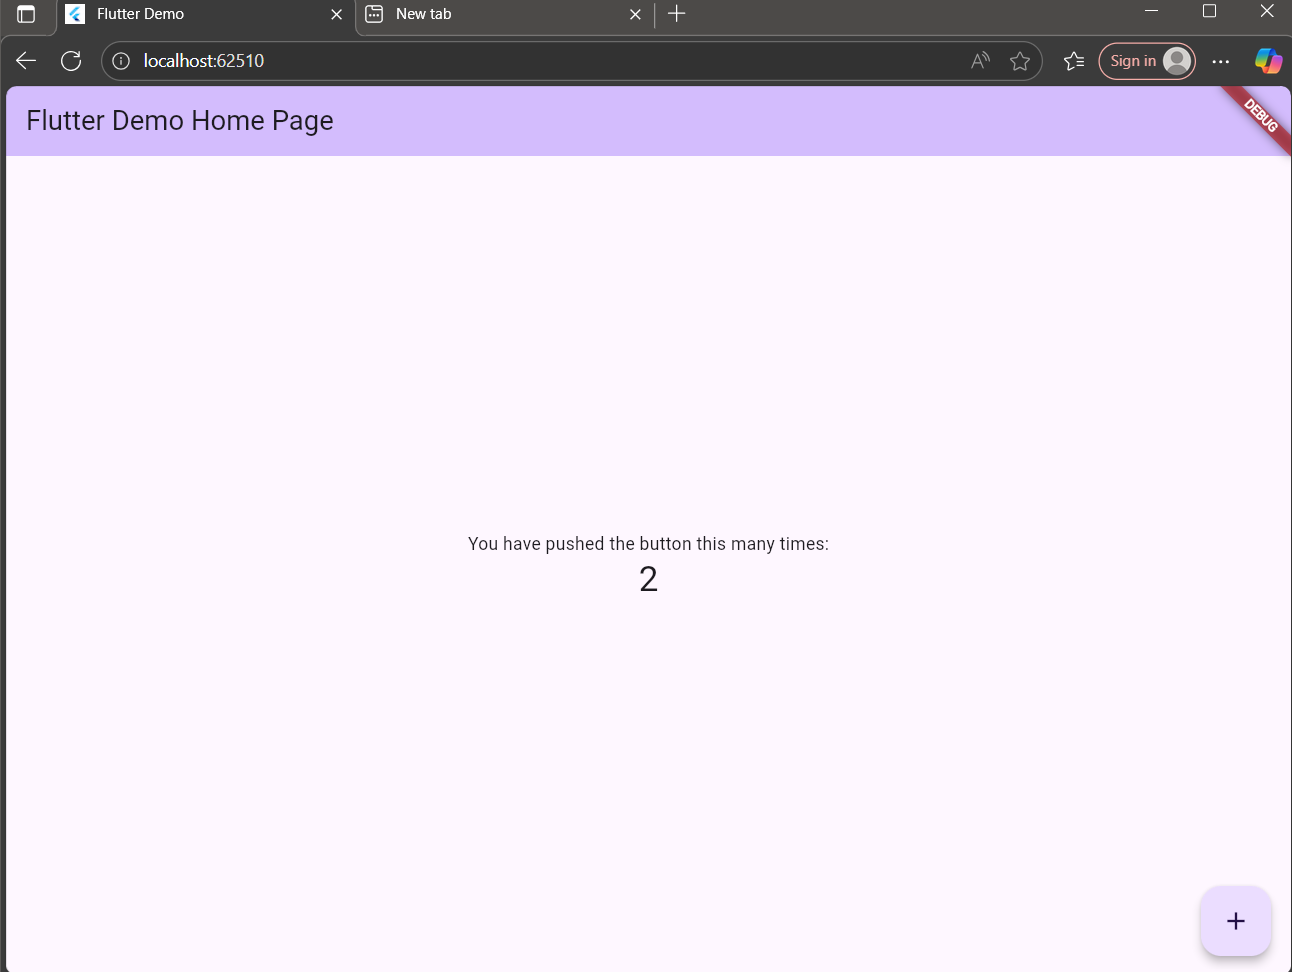 Flutter Demo
New tab
localhost:62510
Sign in
Flutter Demo Home Page
DEBUG
You have pushed the button this many times:
2